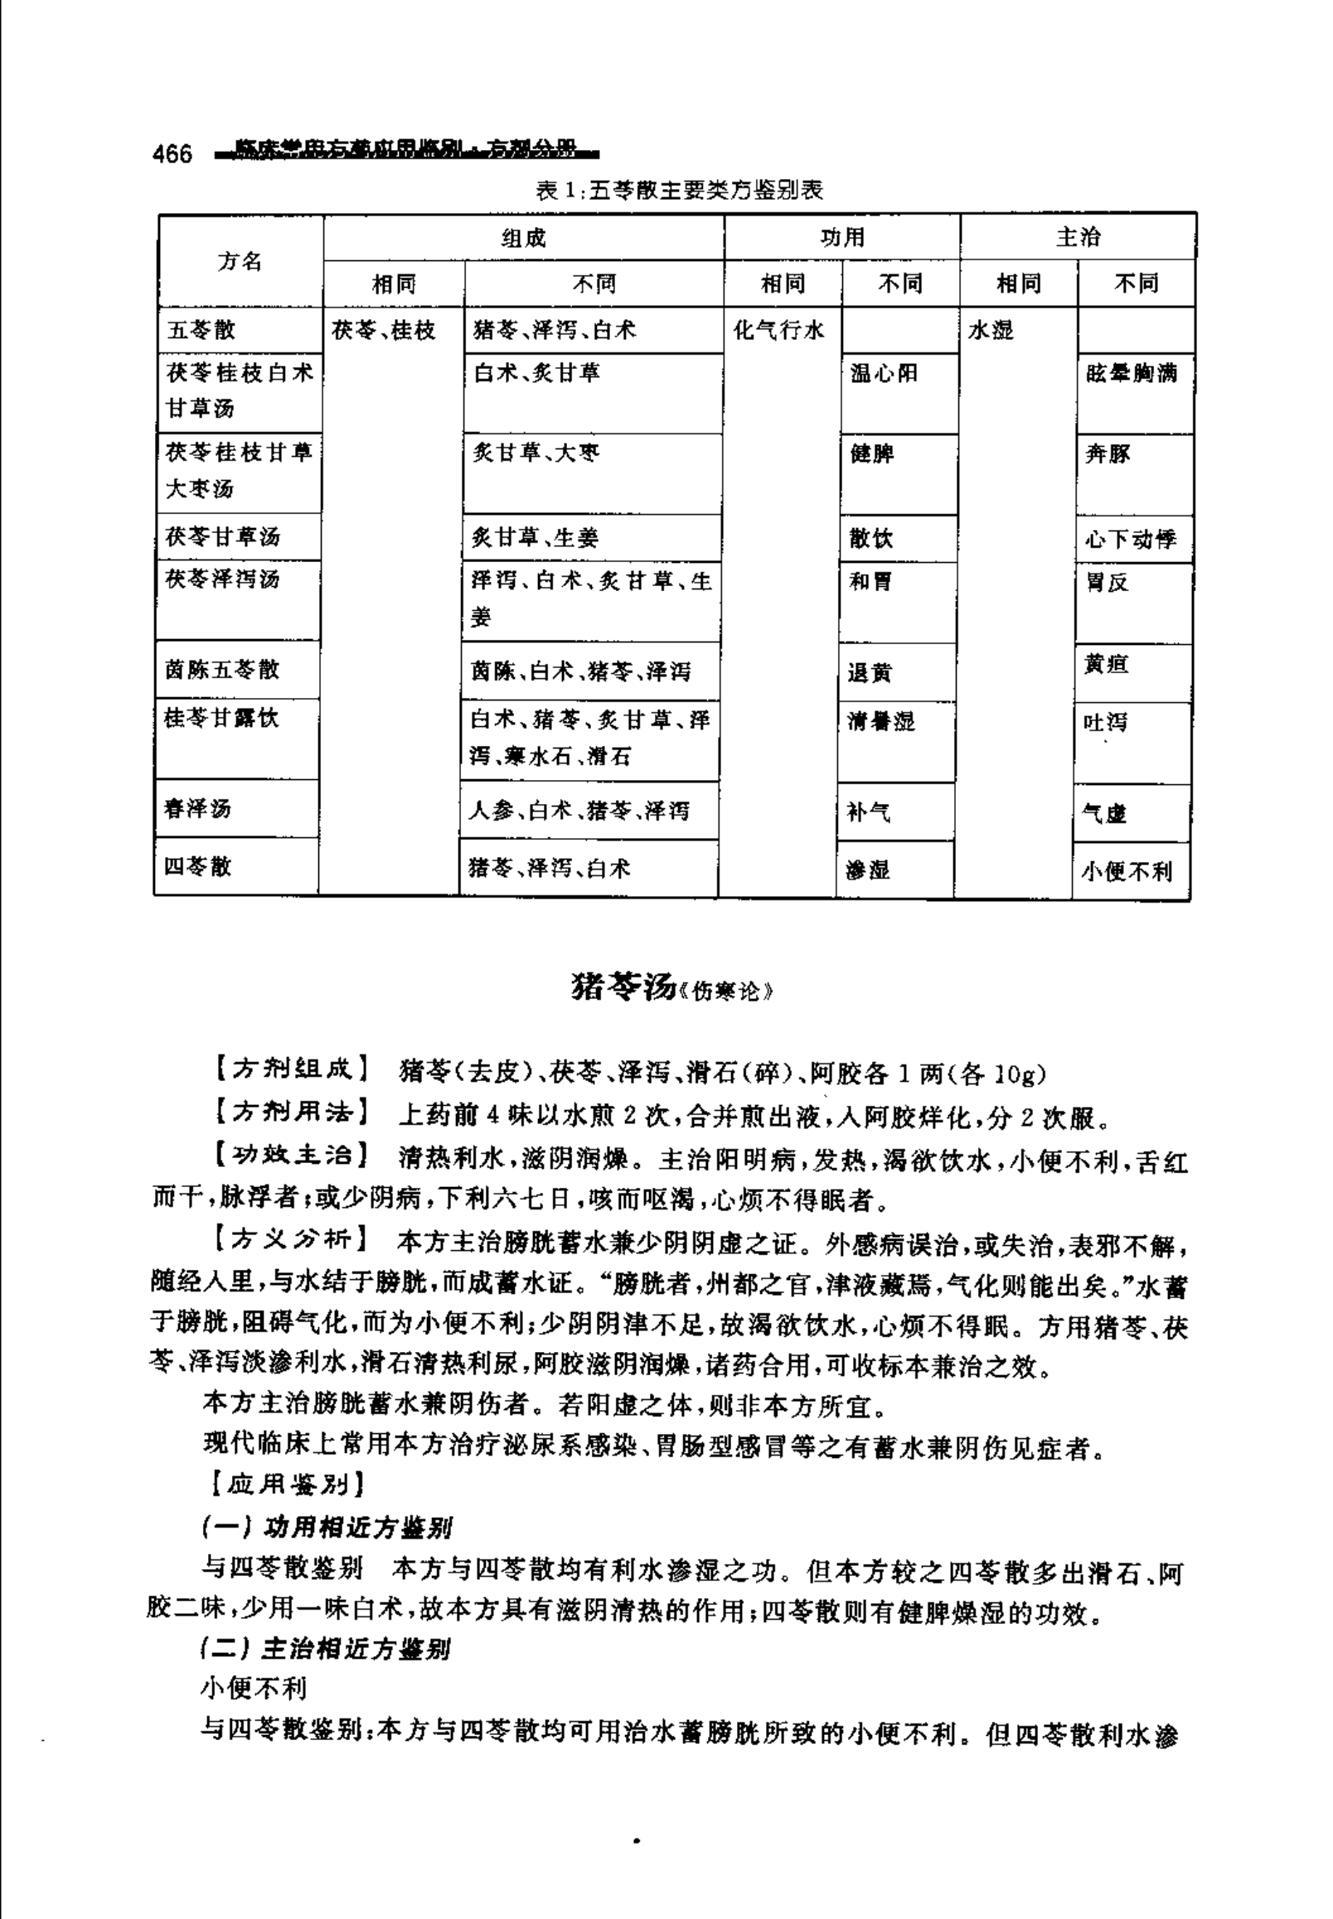 466 临床常用方药应用鉴别·方剂分册
表1:五苓散主要类方鉴别表
方名 组成 功用 主治
相同 不同 相同 不同 相同 不同
五苓散 茯苓、桂枝 猪苓、泽泻、白术 化气行水 水湿
茯苓桂枝白术 白术、炙甘草 温心阳 眩晕胸满
甘草汤
茯苓桂枝甘草 炙甘草、大枣 健脾 奔豚
大枣汤
茯苓甘草汤 炙甘草、生姜 散饮 心下动悸
茯苓泽泻汤 泽泻、白术、炙甘草、生 和胃 胃反
姜
茵陈五苓散 茵陈、白术、猪苓、泽泻 退黄 黄疸
桂苓甘露饮 白术、猪苓、炙甘草、泽 清暑湿 吐泻
泻、寒水石、滑石
春泽汤 人参、白术、猪苓、泽泻 补气 气虚
四苓散 猪苓、泽泻、白术 渗湿 小便不利
猪苓汤《伤寒论》
【方剂组成】 猪苓(去皮)、茯苓、泽泻、滑石(碎)、阿胶各1两(各10g)
【方剂用法】 上药前4味以水煎2次,合并煎出液,入阿胶烊化,分2次服。
【功效主治】 清热利水,滋阴润燥。主治阳明病,发热,渴欲饮水,小便不利,舌红
而干,脉浮者;或少阴病,下利六七日,咳而呕渴,心烦不得眠者。
【方义分析】 本方主治膀胱蓄水兼少阴阴虚之证。外感病误治,或失治,表邪不解,
随经入里,与水结于膀胱,而成蓄水证。“膀胱者,州都之官,津液藏焉,气化则能出矣。”水蓄
于膀胱,阻碍气化,而为小便不利;少阴阴津不足,故渴欲饮水,心烦不得眠。方用猪苓、茯
苓、泽泻淡渗利水,滑石清热利尿,阿胶滋阴润燥,诸药合用,可收标本兼治之效。
本方主治膀胱蓄水兼阴伤者。若阳虚之体,则非本方所宜。
现代临床上常用本方治疗泌尿系感染、胃肠型感冒等之有蓄水兼阴伤见症者。
【应用鉴别】
(一)功用相近方鉴别
与四苓散鉴别 本方与四苓散均有利水渗湿之功。但本方较之四苓散多出滑石、阿
胶二味,少用一味白术,故本方具有滋阴清热的作用;四苓散则有健脾燥湿的功效。
(二)主治相近方鉴别
小便不利
与四苓散鉴别:本方与四苓散均可用治水蓄膀胱所致的小便不利。但四苓散利水渗